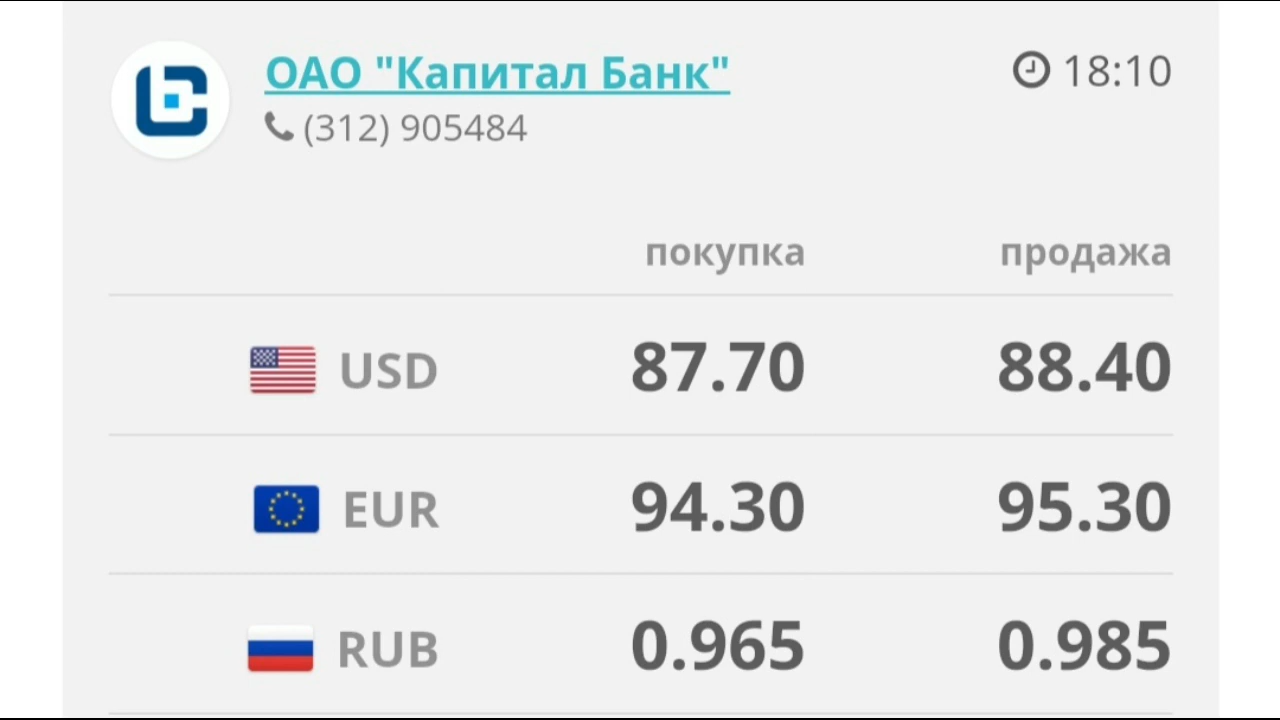 ОАО "Капитал Банк" 18:10
(312) 905484
покупка продажа
USD 87.70 88.40
EUR 94.30 95.30
RUB 0.965 0.985